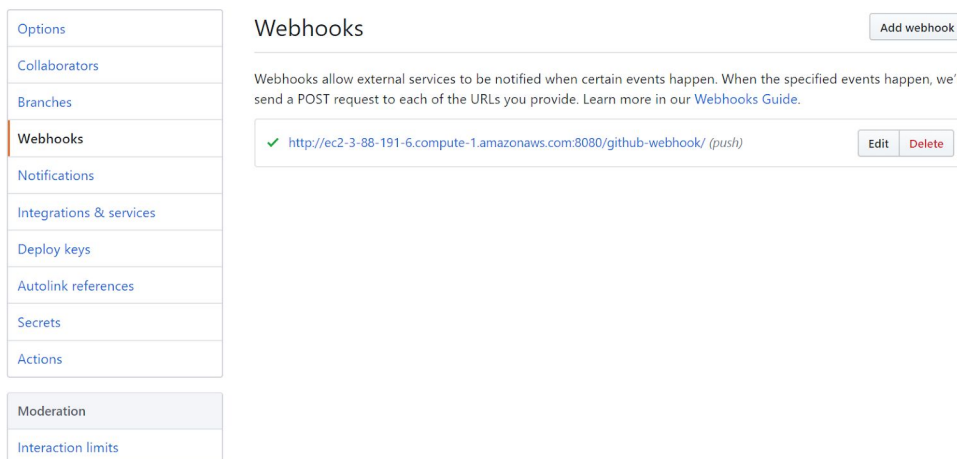 Options
Collaborators
Branches
Webhooks
Notifications
Integrations & services
Deploy keys
Autolink references
Secrets
Actions
Moderation
Interaction limits
Webhooks
Add webhook
Webhooks allow external services to be notified when certain events happen. When the specified events happen, we'
send a POST request to each of the URLs you provide. Learn more in our Webhooks Guide.
http://ec2-3-88-191-6.compute-1.amazonaws.com:8080/github-webhook/ (push)
Edit
Delete